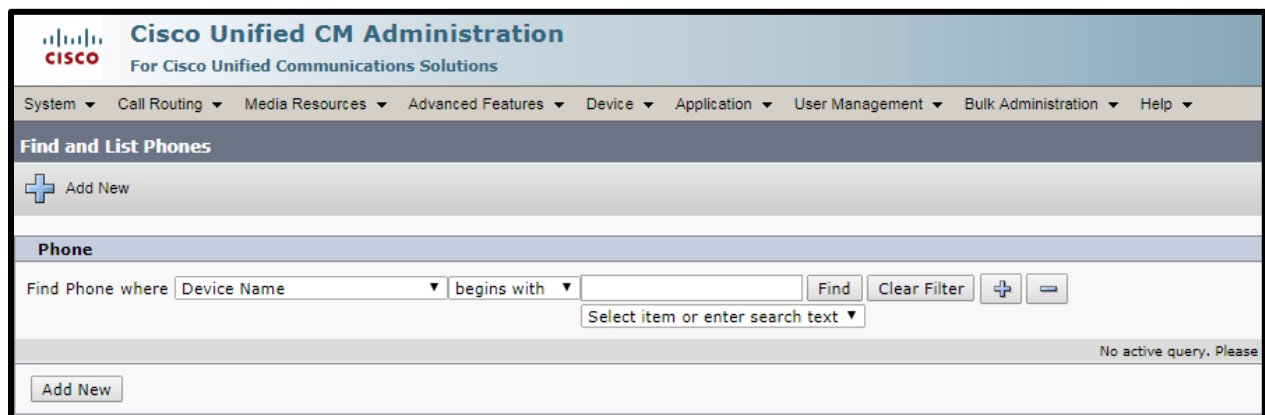 CISCO
Cisco Unified CM Administration
For Cisco Unified Communications Solutions
System Call Routing Media Resources Advanced Features Device Application User Management Bulk Administration Help
Find and List Phones
Add New
Phone
Find Phone where Device Name begins with Find Clear Filter
Select item or enter search text
No active query. Please
Add New